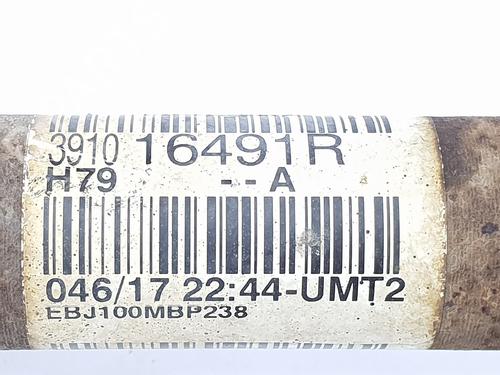 3910 16491R
H79 -- A
046/17 22:44-UMT2
EBJ100MBP238